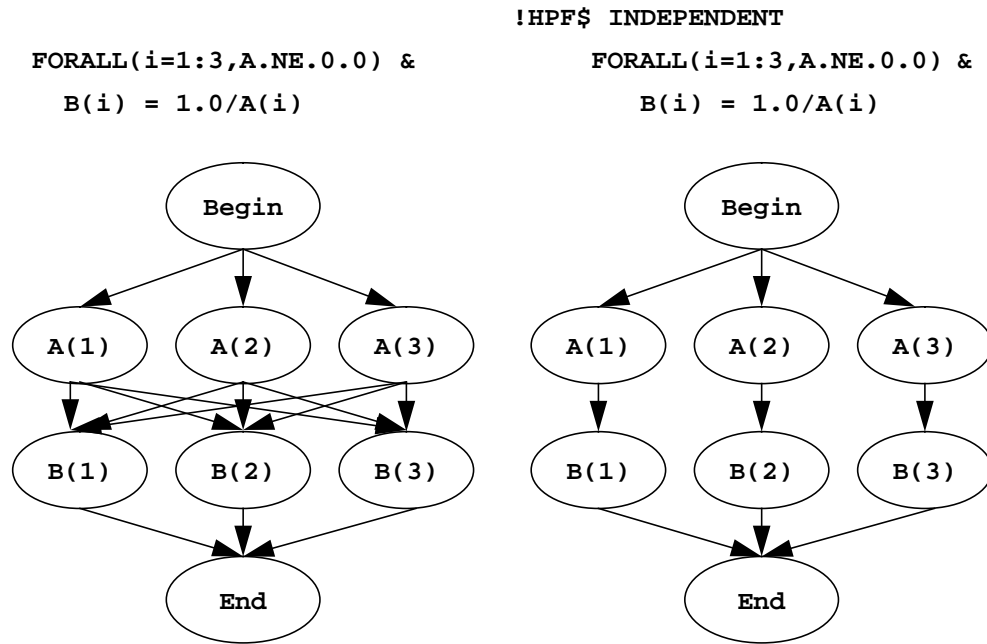 !HPF$ INDEPENDENT
FORALL(i=1:3,A.NE.0.0) &
B(i) = 1.0/A(i)
FORALL(i=1:3,A.NE.0.0) &
B(i) = 1.0/A(i)
Begin
A(1)
A(2)
A(3)
B(1)
B(2)
B(3)
End
Begin
A(1)
A(2)
A(3)
B(1)
B(2)
B(3)
End